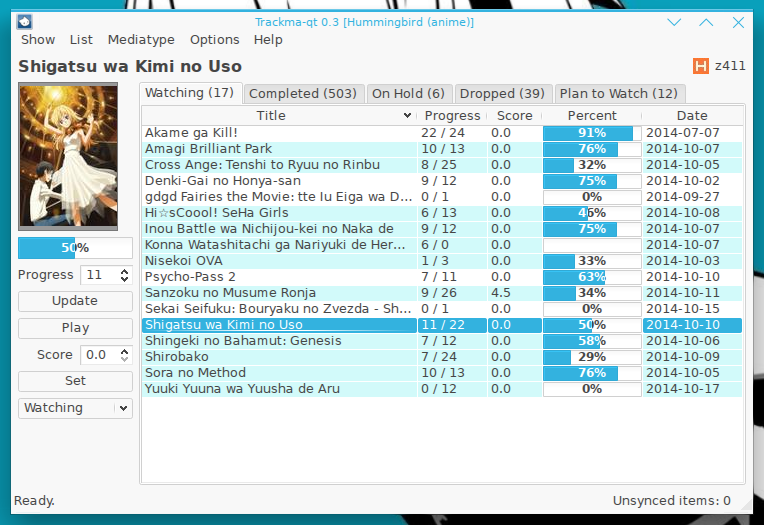 Trackma-qt 0.3 [Hummingbird (anime)]
Show List Mediatype Options Help
Shigatsu wa Kimi no Uso
H z411
Watching (17) Completed (503) On Hold (6) Dropped (39) Plan to Watch (12)
Title Progress Score Percent Date
Akame ga Kill! 22 / 24 0.0 91% 2014-07-07
Amagi Brilliant Park 10 / 13 0.0 76% 2014-10-07
Cross Ange: Tenshi to Ryuu no Rinbu 8 / 25 0.0 32% 2014-10-05
Denki-Gai no Honya-san 9 / 12 0.0 75% 2014-10-02
gdgd Fairies the Movie: tte Iu Eiga wa D... 0 / 1 0.0 0% 2014-09-27
Hi☆sCoool! SeHa Girls 6 / 13 0.0 46% 2014-10-08
Inou Battle wa Nichijou-kei no Naka de 9 / 12 0.0 75% 2014-10-07
Konna Watashitachi ga Nariyuki de Her... 6 / 0 0.0 2014-10-07
Nisekoi OVA 1 / 3 0.0 33% 2014-10-03
Psycho-Pass 2 7 / 11 0.0 63% 2014-10-10
Sanzoku no Musume Ronja 9 / 26 4.5 34% 2014-10-11
Sekai Seifuku: Bouryaku no Zvezda - Sh... 0 / 1 0.0 0% 2014-10-15
Shigatsu wa Kimi no Uso 11 / 22 0.0 50% 2014-10-10
Shingeki no Bahamut: Genesis 7 / 12 0.0 58% 2014-10-06
Shirobako 7 / 24 0.0 29% 2014-10-09
Sora no Method 10 / 13 0.0 76% 2014-10-05
Yuuki Yuuna wa Yuusha de Aru 0 / 12 0.0 0% 2014-10-17
50%
Progress 11
Update
Play
Score 0.0
Set
Watching
Ready. Unsynced items: 0